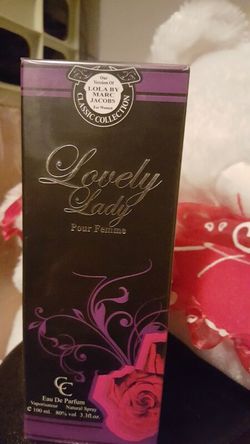 Our
Version Of
LOLA BY
MARC
JACOBS
For Women
CLASSIC COLLECTION
Lovely
Lady
Pour Femme
CC
Eau De Parfum
Vaporisateur Natural Spray
e 100 ml. 80% vol. 3.3fl.oz.